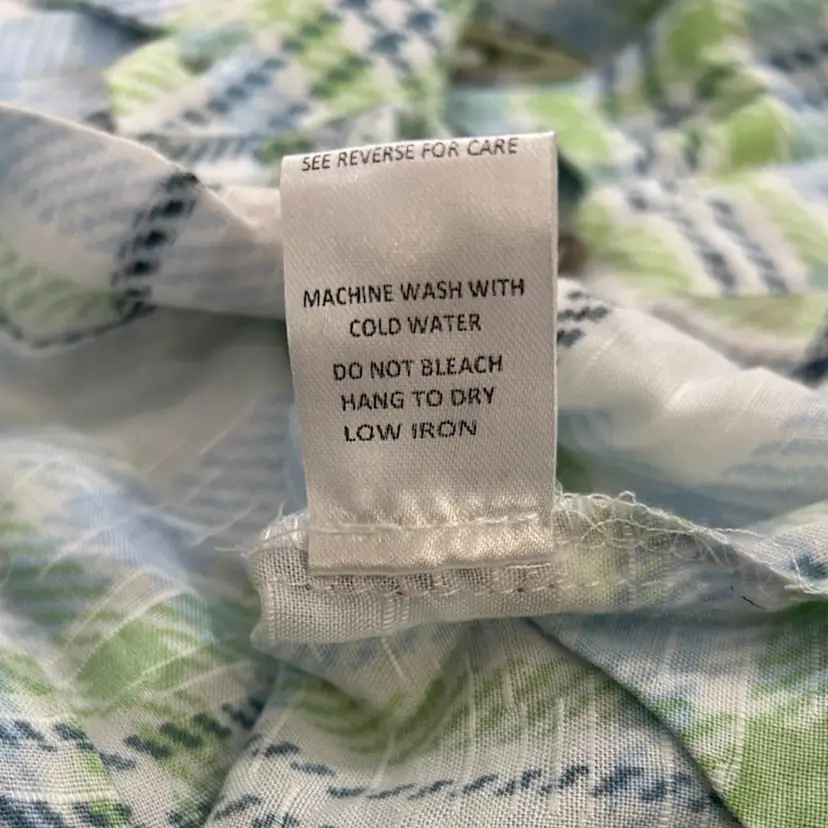 SEE REVERSE FOR CARE
MACHINE WASH WITH
COLD WATER
DO NOT BLEACH
HANG TO DRY
LOW IRON